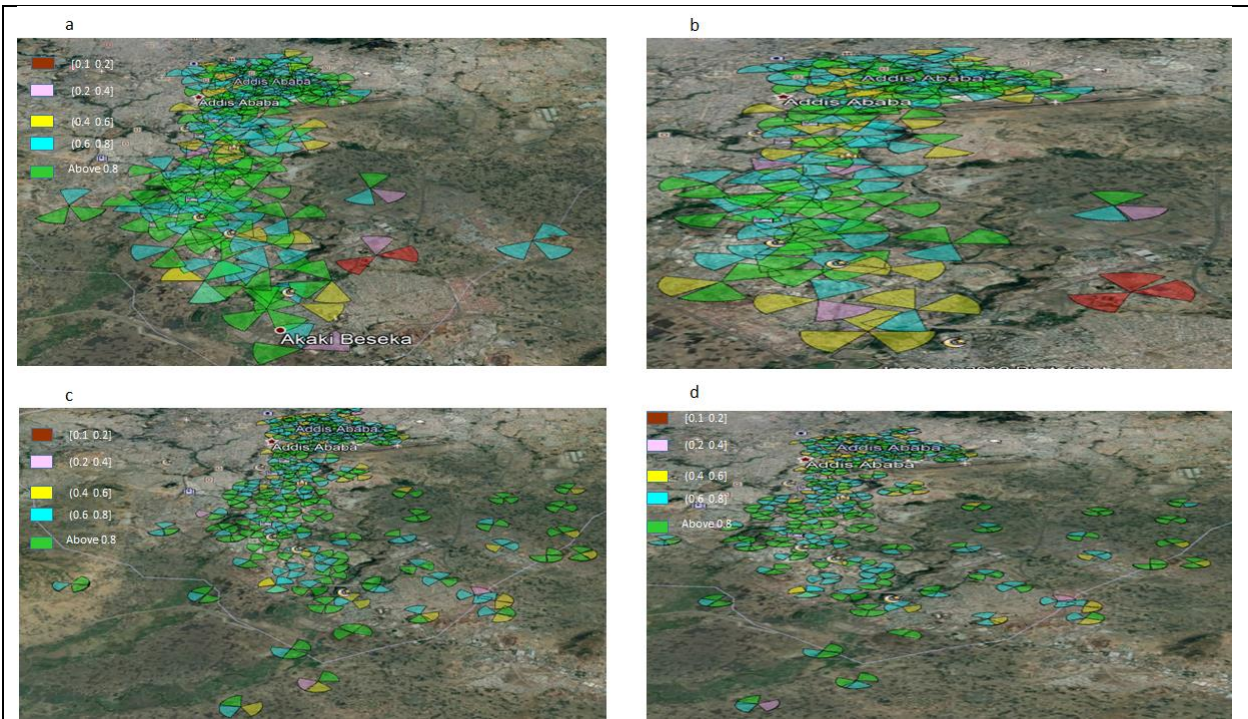 a
[0.1 0.2]
(0.2 0.4]
(0.4 0.6]
(0.6 0.8]
Above 0.8
Addis Ababa
Addis Ababa
Akaki Beseka
b
Addis Ababa
Addis Ababa
c
[0.1 0.2]
(0.2 0.4]
(0.4 0.6]
(0.6 0.8]
Above 0.8
Addis Ababa
Addis Ababa
d
[0.1 0.2]
(0.2 0.4]
(0.4 0.6]
(0.6 0.8]
Above 0.8
Addis Ababa
Addis Ababa